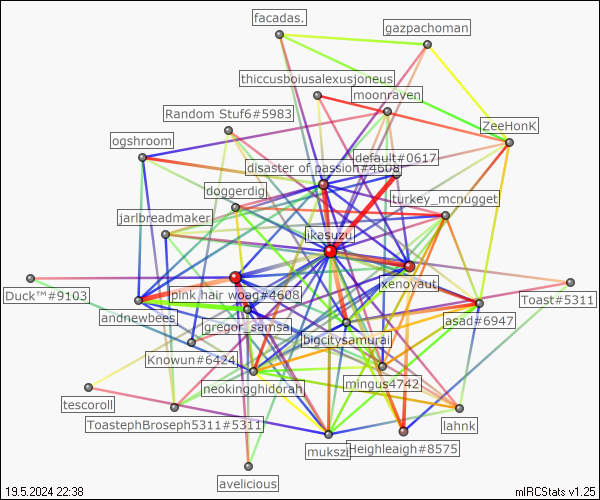 facadas.
gazpachoman
thiccusboiusalexusjoneus
moonraven
Random Stuf6#5983
ZeeHonK
ogshroom
default#0617
disaster of passion#4608
doggerdig
turkey_mcnugget
jarlbreadmaker
jikasuzu
xenoyaut
Duck™#9103
pink hair woag#4608
Toast#5311
andnewbees
asad#6947
gregor_samsa
bigcitysamurai
Knowun#6424
neokingghidorah
mingus4742
tescoroll
ToastephBroseph5311#5311
lahnk
mukszi
Heighleaigh#8575
avelicious
19.5.2024 22:38
mIRCStats v1.25